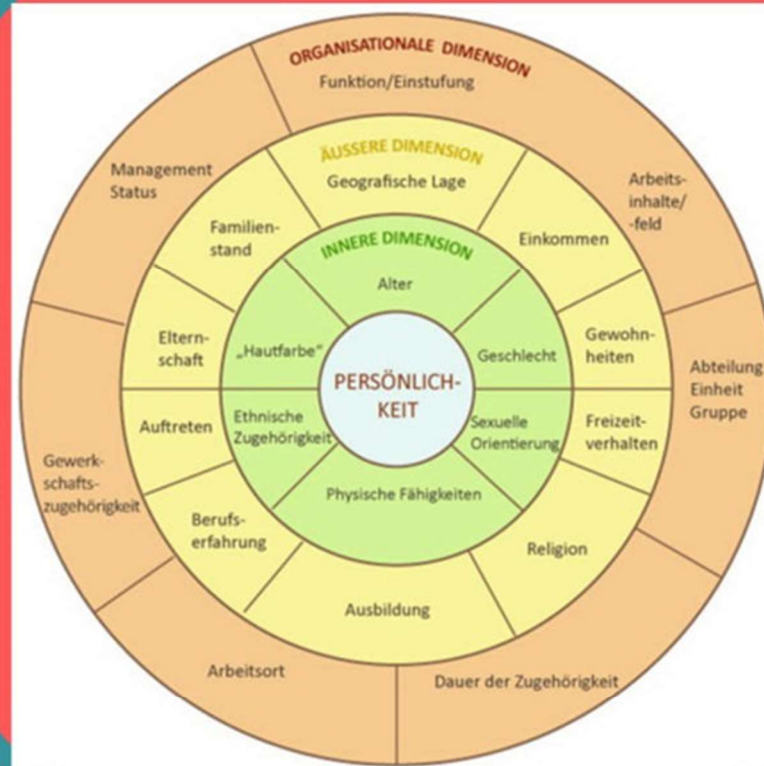 ORGANISATIONALE DIMENSION
Funktion/Einstufung
Arbeits-
inhalte/
-feld
Abteilung
Einheit
Gruppe
Dauer der Zugehörigkeit
Arbeitsort
Gewerk-
schafts-
zugehörigkeit
Management
Status
ÄUSSERE DIMENSION
Geografische Lage
Einkommen
Gewohn-
heiten
Freizeit-
verhalten
Religion
Ausbildung
Berufs-
erfahrung
Auftreten
Eltern-
schaft
Familien-
stand
INNERE DIMENSION
Alter
Geschlecht
Sexuelle
Orientierung
Physische Fähigkeiten
Ethnische
Zugehörigkeit
„Hautfarbe"
PERSÖNLICH-
KEIT